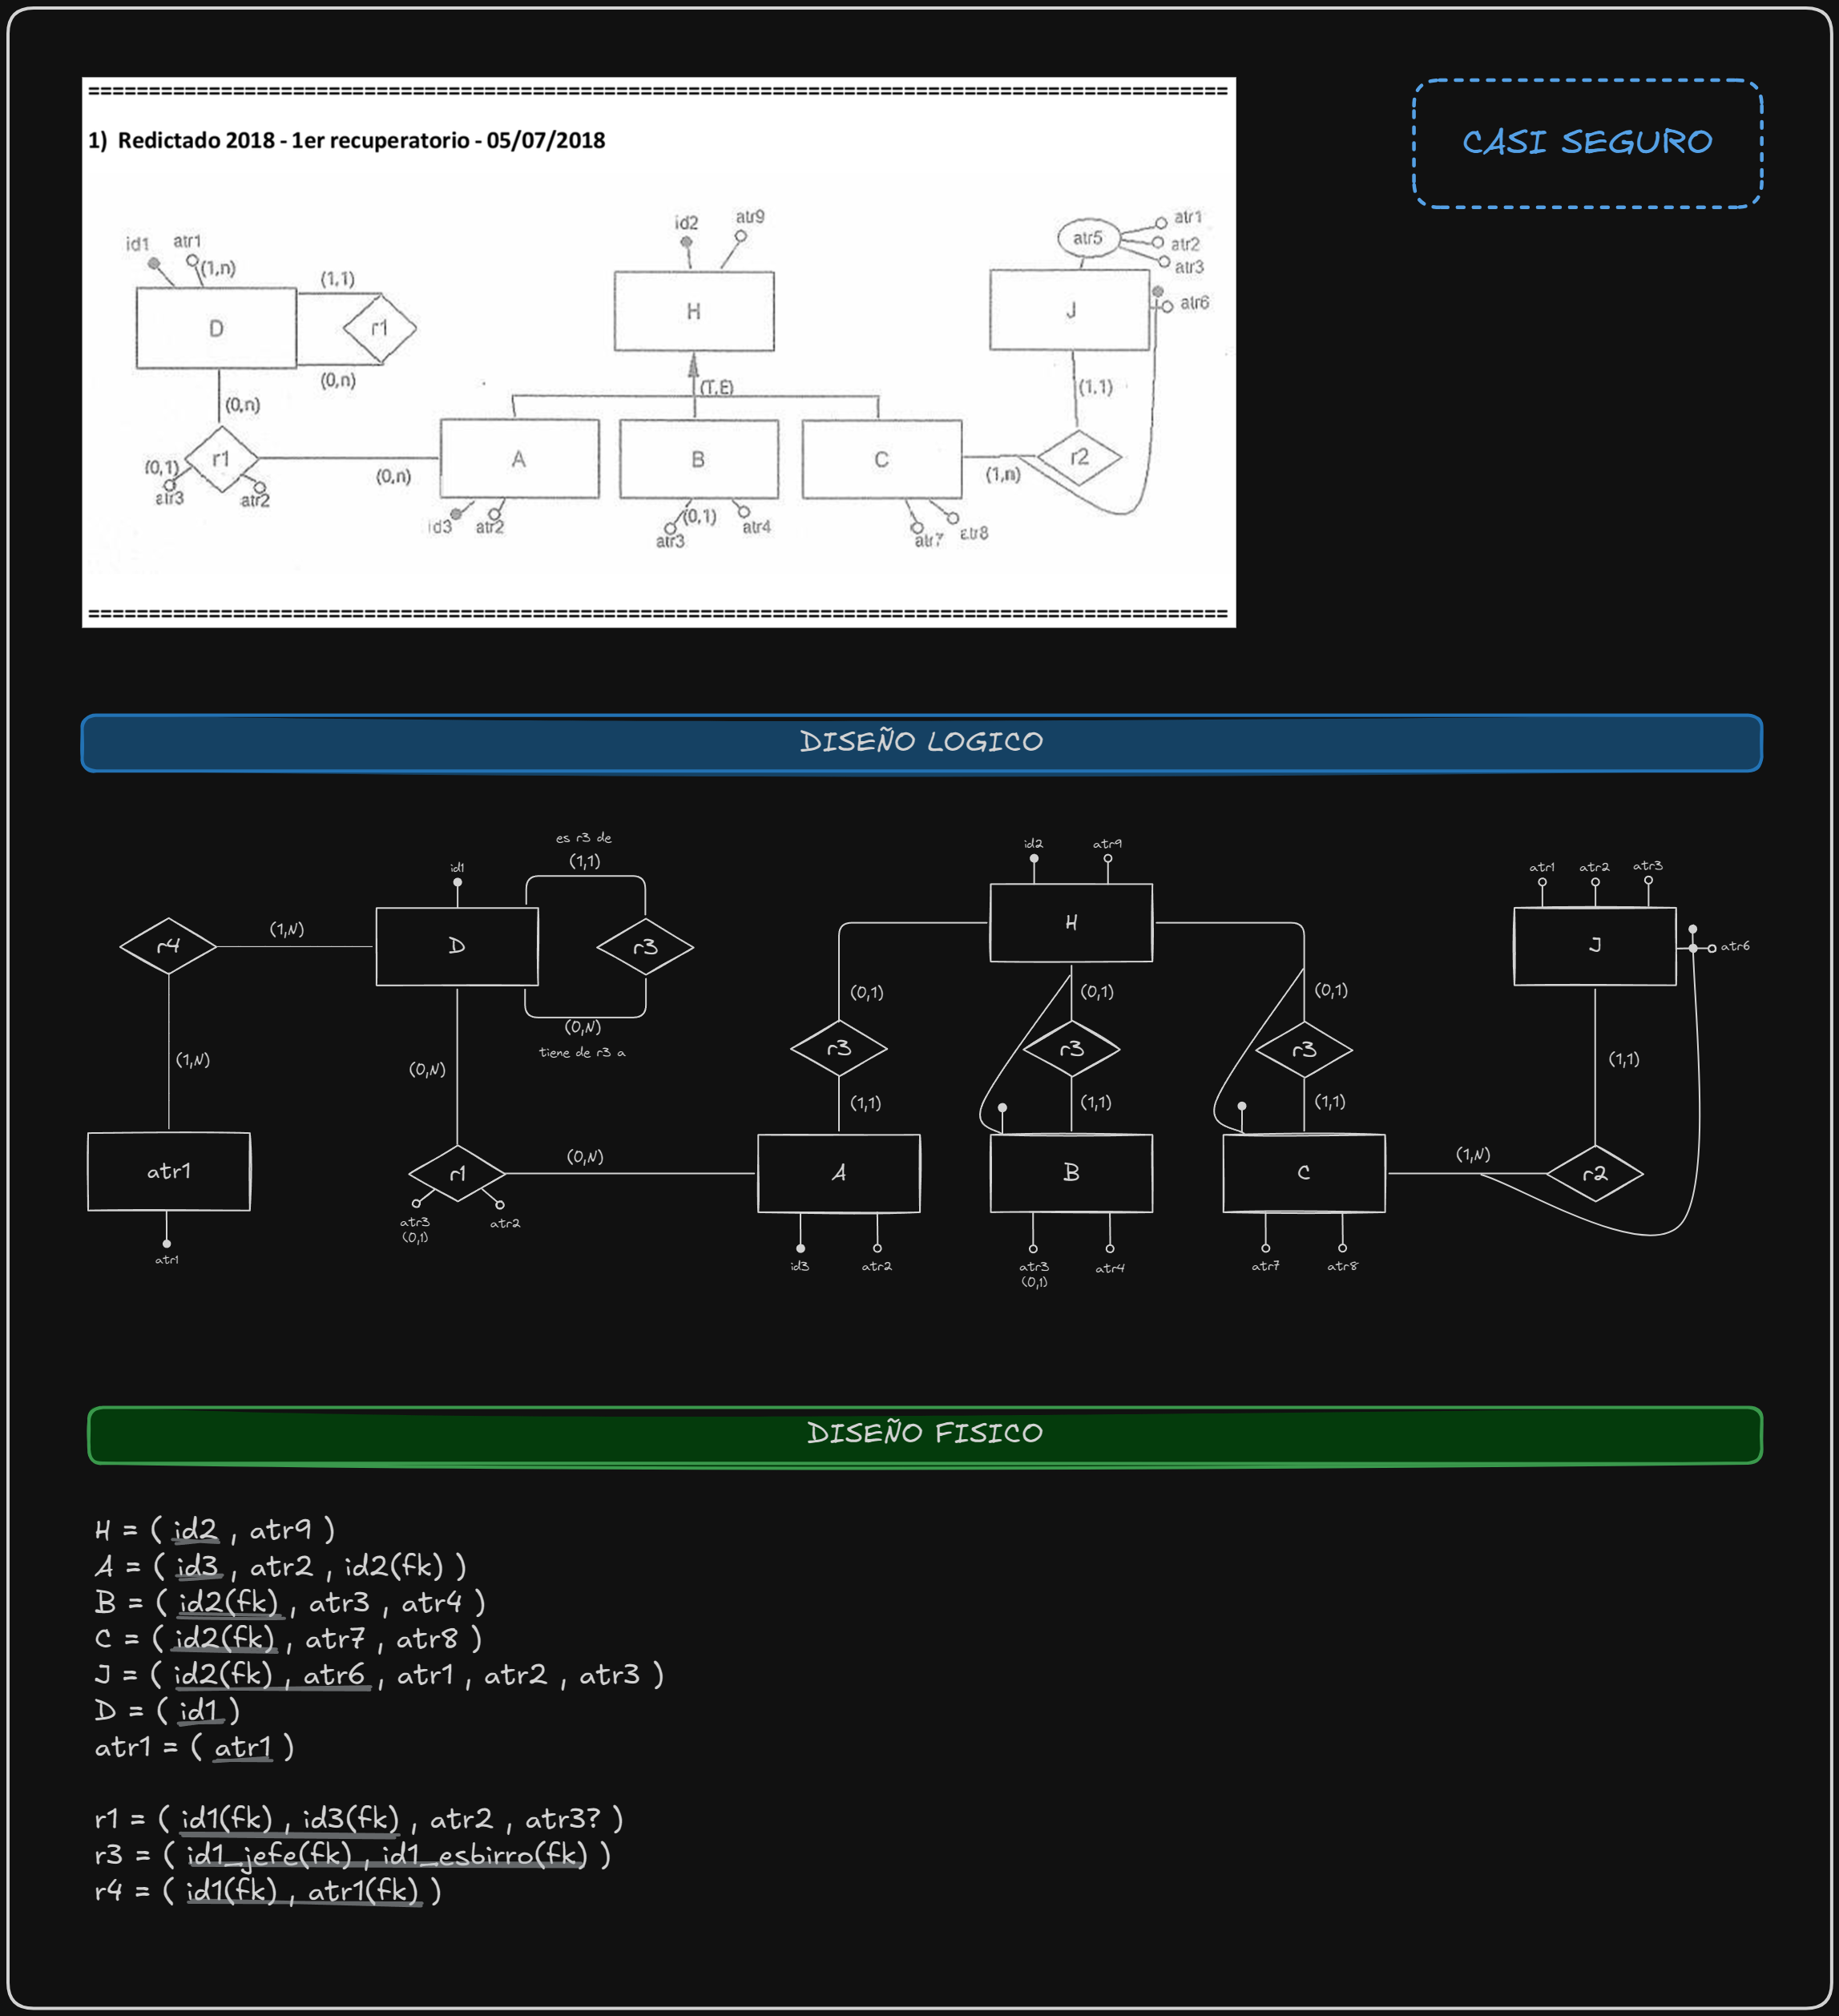 1) Redictado 2018 - 1er recuperatorio - 05/07/2018
CASI SEGURO
id1 atr1 (1,n) (1,1)
D r1
(0,n)
(0,n)
r1 (0,n)
(0,1) atr3 atr2
id2 atr9
H
(T,E)
A B C
id3 atr2
(0,1) atr3 atr4
atr7 atr8
atr5 atr1 atr2 atr3
J atr6
(1,1)
(1,n) r2
DISEÑO LOGICO
es r3 de
(1,1)
id1
r4 (1,N) D r3
(0,N)
tiene de r3 a
(1,N) (0,N)
atr1 r1 (0,N)
atr1
atr3 (0,1) atr2
id2 atr9
H
(0,1) (0,1) (0,1)
r3 r3 r3
(1,1) (1,1) (1,1)
A B C
id3 atr2
atr3 (0,1) atr4
atr7 atr8
atr1 atr2 atr3
J atr6
(1,1)
(1,N) r2
DISEÑO FISICO
H = ( id2 , atr9 )
A = ( id3 , atr2 , id2(fk) )
B = ( id2(fk) , atr3 , atr4 )
C = ( id2(fk) , atr7 , atr8 )
J = ( id2(fk) , atr6 , atr1 , atr2 , atr3 )
D = ( id1 )
atr1 = ( atr1 )
r1 = ( id1(fk) , id3(fk) , atr2 , atr3? )
r3 = ( id1_jefe(fk) , id1_esbirro(fk) )
r4 = ( id1(fk) , atr1(fk) )